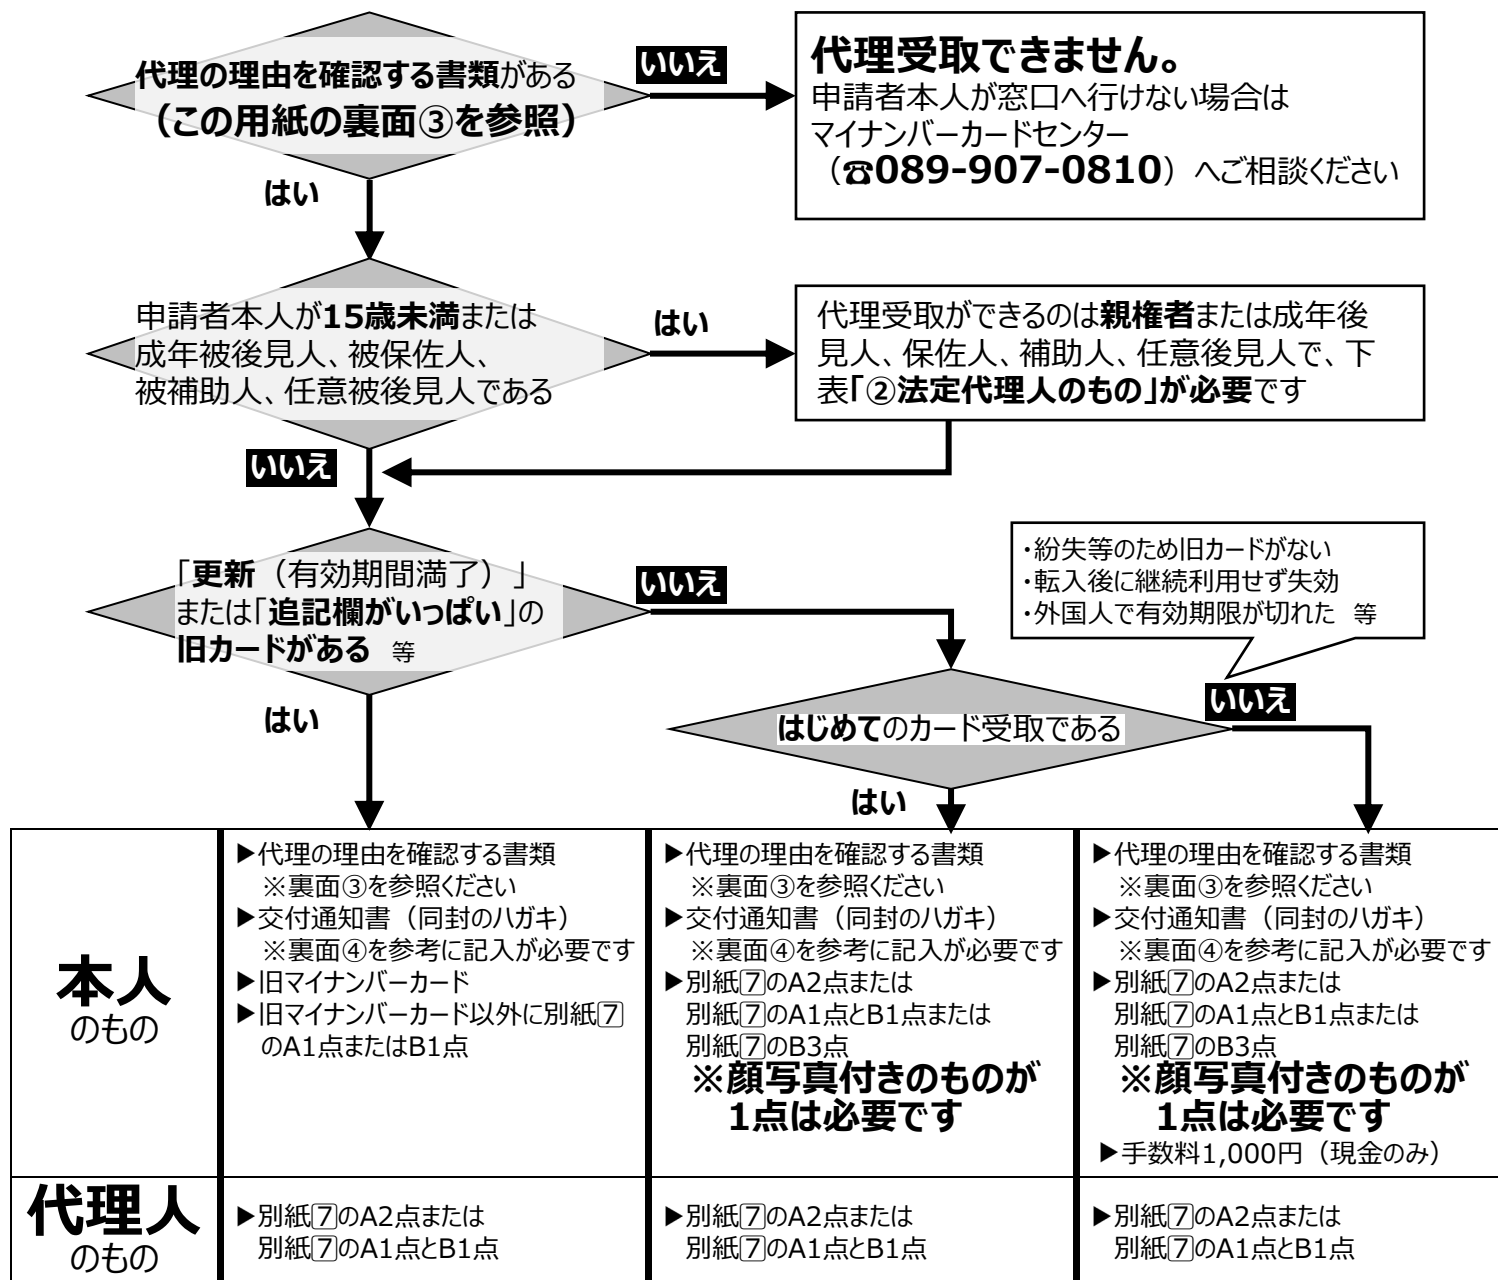 代理の理由を確認する書類がある
（この用紙の裏面③を参照）
いいえ
代理受取できません。
申請者本人が窓口へ行けない場合は
マイナンバーカードセンター
（☎089-907-0810）へご相談ください
はい
申請者本人が15歳未満または
成年被後見人、被保佐人、
被補助人、任意被後見人である
はい
代理受取ができるのは親権者または成年後
見人、保佐人、補助人、任意後見人で、下
表「②法定代理人のもの」が必要です
いいえ
「更新（有効期間満了）」
または「追記欄がいっぱい」の
旧カードがある 等
いいえ
・紛失等のため旧カードがない
・転入後に継続利用せず失効
・外国人で有効期限が切れた 等
はい
はじめてのカード受取である
いいえ
はい
本人
のもの
▶代理の理由を確認する書類
※裏面③を参照ください
▶交付通知書（同封のハガキ）
※裏面④を参考に記入が必要です
▶旧マイナンバーカード
▶旧マイナンバーカード以外に別紙7
のA1点またはB1点
▶代理の理由を確認する書類
※裏面③を参照ください
▶交付通知書（同封のハガキ）
※裏面④を参考に記入が必要です
▶別紙7のA2点または
別紙7のA1点とB1点または
別紙7のB3点
※顔写真付きのものが
1点は必要です
▶代理の理由を確認する書類
※裏面③を参照ください
▶交付通知書（同封のハガキ）
※裏面④を参考に記入が必要です
▶別紙7のA2点または
別紙7のA1点とB1点または
別紙7のB3点
※顔写真付きのものが
1点は必要です
▶手数料1,000円（現金のみ）
代理人
のもの
▶別紙7のA2点または
別紙7のA1点とB1点
▶別紙7のA2点または
別紙7のA1点とB1点
▶別紙7のA2点または
別紙7のA1点とB1点